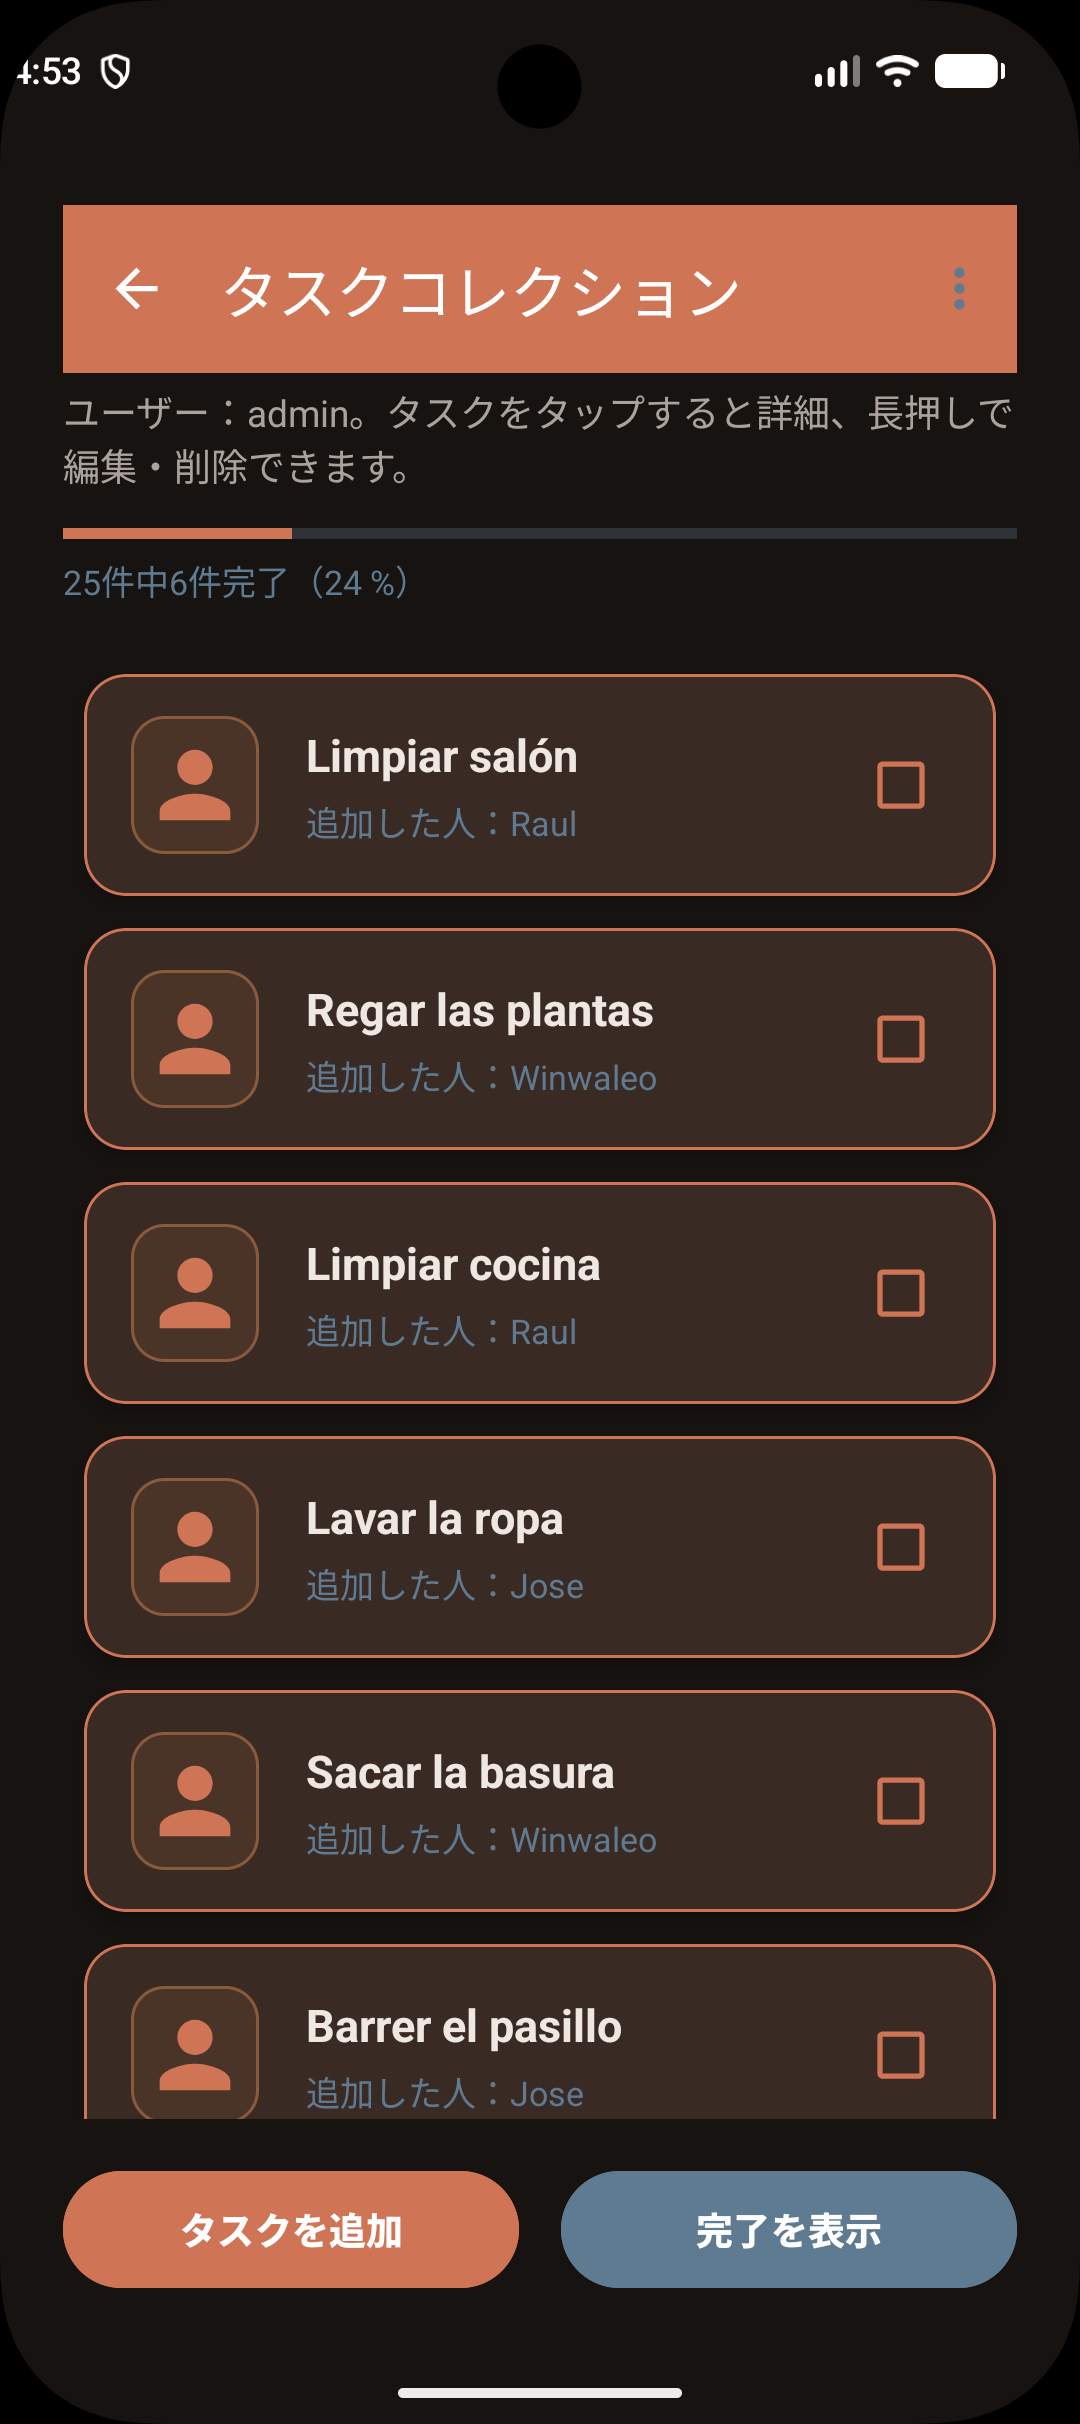 4:53
タスクコレクション
ユーザー：admin。タスクをタップすると詳細、長押しで
編集・削除できます。
25件中6件完了（24 %）
Limpiar salón
追加した人：Raul
Regar las plantas
追加した人：Winwaleo
Limpiar cocina
追加した人：Raul
Lavar la ropa
追加した人：Jose
Sacar la basura
追加した人：Winwaleo
Barrer el pasillo
追加した人：Jose
タスクを追加
完了を表示